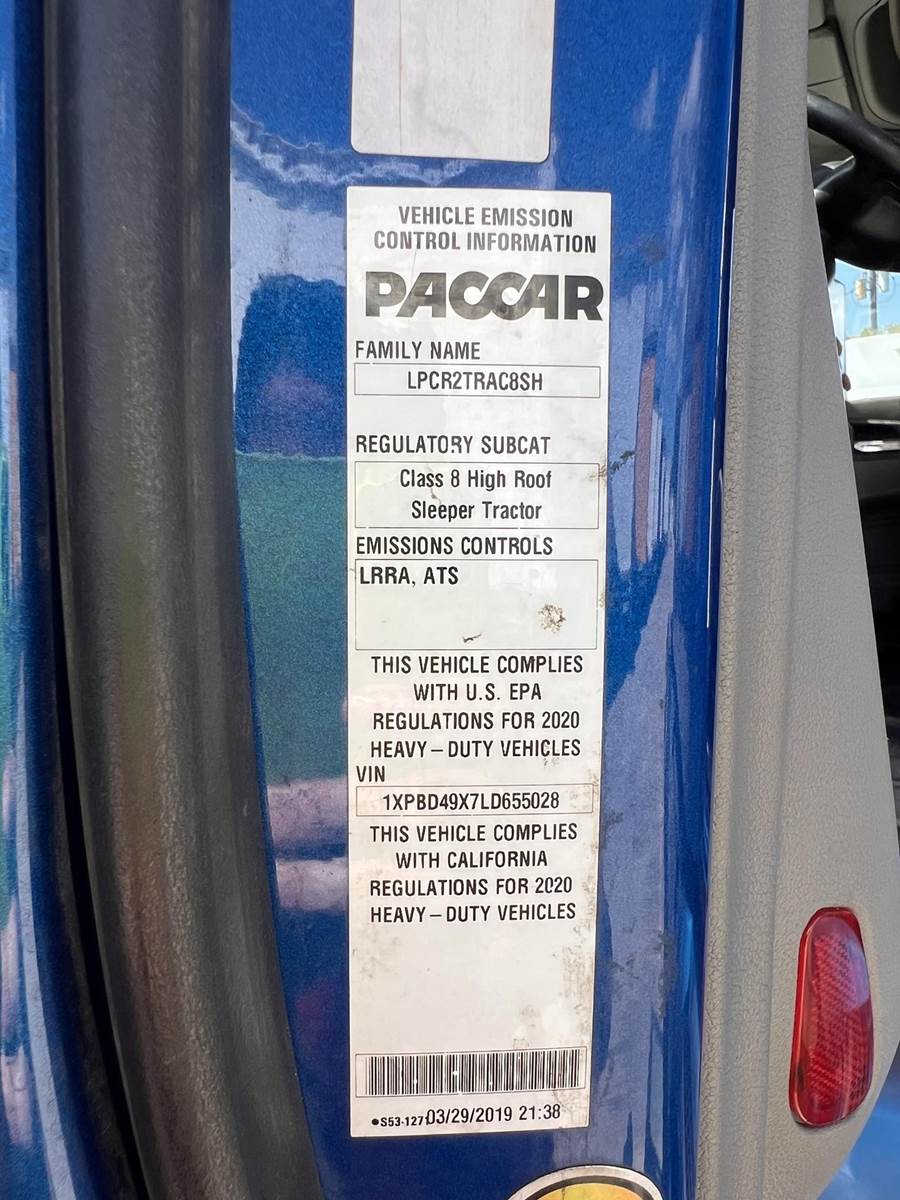 VEHICLE EMISSION
CONTROL INFORMATION
PACCAR
FAMILY NAME
LPCR2TRAC8SH
REGULATORY SUBCAT
Class 8 High Roof
Sleeper Tractor
EMISSIONS CONTROLS
LRRA, ATS
THIS VEHICLE COMPLIES
WITH U.S. EPA
REGULATIONS FOR 2020
HEAVY–DUTY VEHICLES
VIN
1XPBD49X7LD655028
THIS VEHICLE COMPLIES
WITH CALIFORNIA
REGULATIONS FOR 2020
HEAVY–DUTY VEHICLES
●S53-1271 03/29/2019 21:38